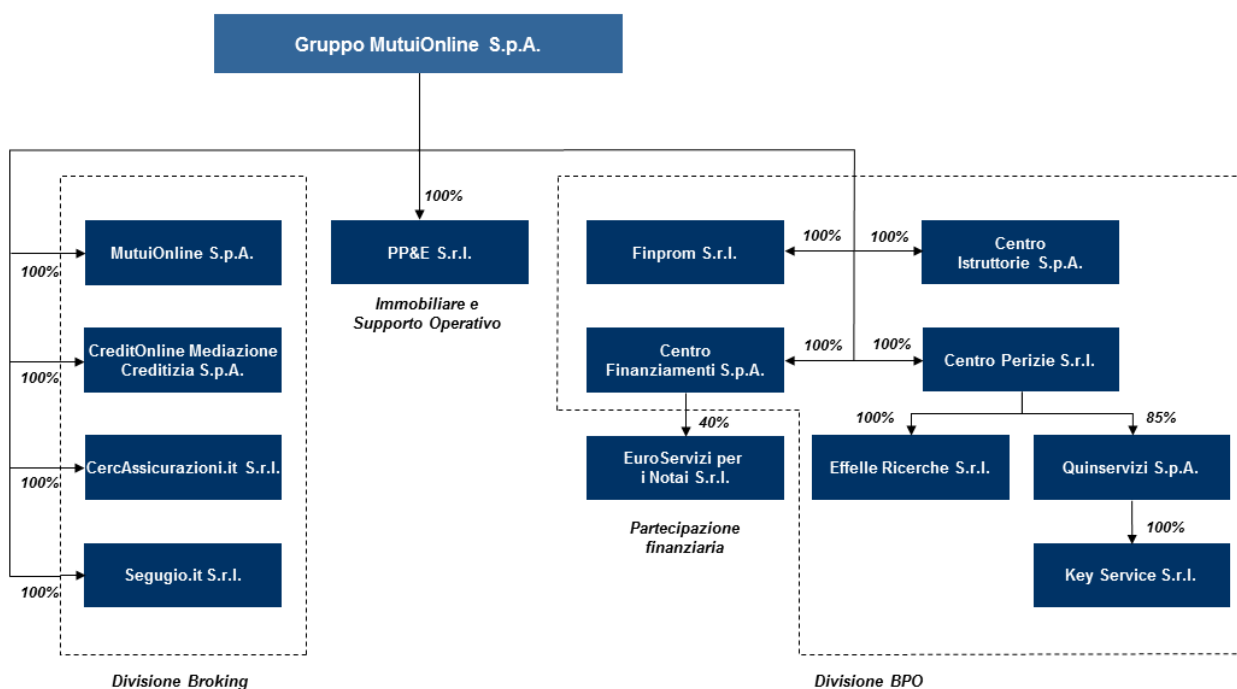 Gruppo MutuiOnline S.p.A.
100%
MutuiOnline S.p.A.
100%
PP&E S.r.l.
Immobiliare e
Supporto Operativo
Finprom S.r.l.
100%
100%
Centro
Istruttorie S.p.A.
CreditOnline Mediazione
Creditizia S.p.A.
100%
Centro
Finanziamenti S.p.A.
100%
100%
Centro Perizie S.r.l.
40%
100%
85%
CercAssicurazioni.it S.r.l.
100%
EuroServizi per
i Notai S.r.l.
Effelle Ricerche S.r.l.
Quinservizi S.p.A.
Partecipazione
finanziaria
100%
Segugio.it S.r.l.
100%
Key Service S.r.l.
Divisione Broking
Divisione BPO